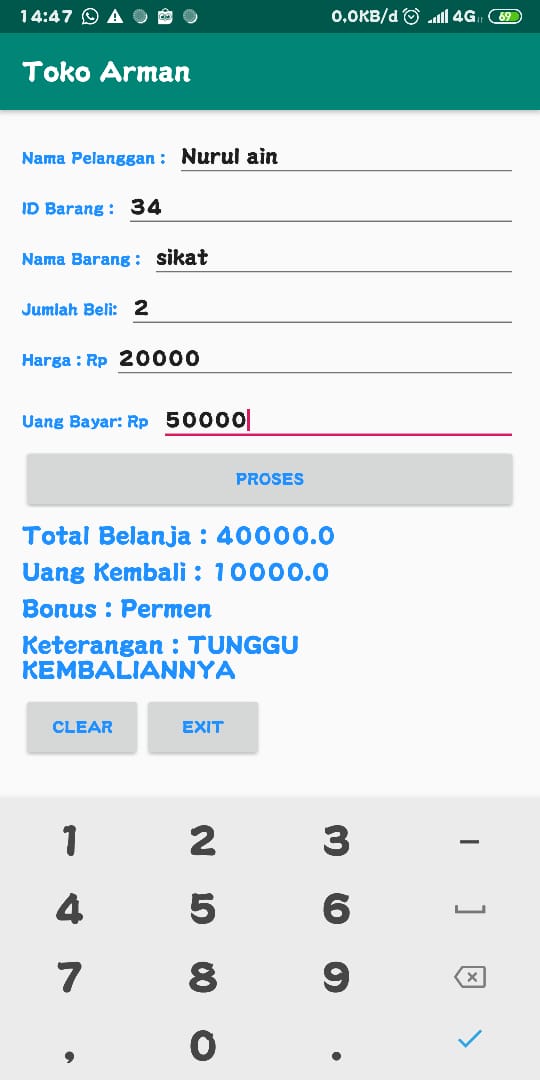 14:47 0,0KB/d 4G 69
Toko Arman
Nama Pelanggan : Nurul ain
ID Barang : 34
Nama Barang : sikat
Jumlah Beli: 2
Harga : Rp 20000
Uang Bayar: Rp 50000
PROSES
Total Belanja : 40000.0
Uang Kembali : 10000.0
Bonus : Permen
Keterangan : TUNGGU
KEMBALIANNYA
CLEAR EXIT
1 2 3 –
4 5 6
7 8 9
, 0 .